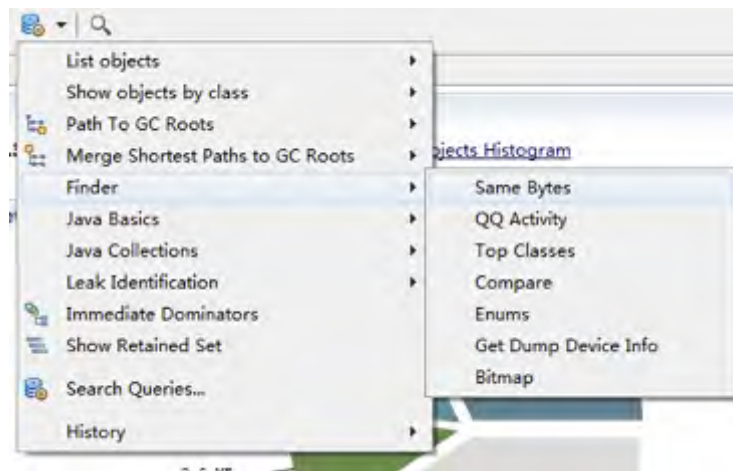 List objects
Show objects by class
Path To GC Roots
Merge Shortest Paths to GC Roots
Finder
Java Basics
Java Collections
Leak Identification
Immediate Dominators
Show Retained Set
Search Queries...
History
jects Histogram
Same Bytes
QQ Activity
Top Classes
Compare
Enums
Get Dump Device Info
Bitmap